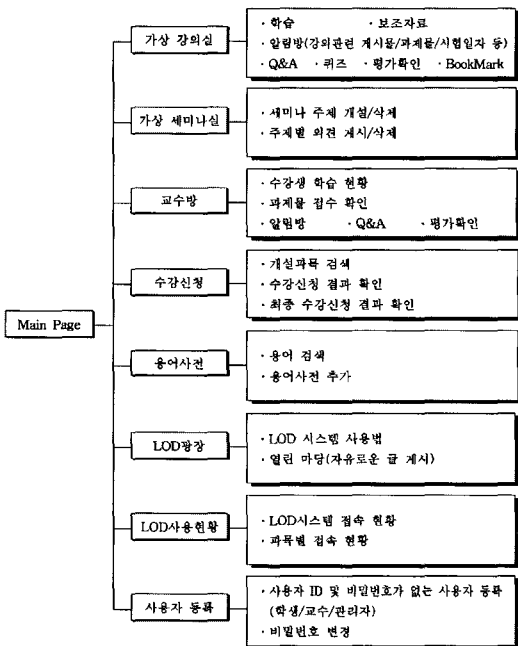 가상 강의실
· 학습 · 보조자료
· 알림방(강의관련 게시물/과제물/시험일자 등)
· Q&A · 퀴즈 · 평가확인 · BookMark
가상 세미나실
· 세미나 주제 개설/삭제
· 주제별 의견 게시/삭제
교수방
· 수강생 학습 현황
· 과제물 접수 확인
· 알림방 · Q&A · 평가확인
수강신청
· 개설과목 검색
· 수강신청 결과 확인
· 최종 수강신청 결과 확인
Main Page
용어사전
· 용어 검색
· 용어사전 추가
LOD광장
· LOD 시스템 사용법
· 열린 마당(자유로운 글 게시)
LOD사용현황
· LOD시스템 접속 현황
· 과목별 접속 현황
사용자 등록
· 사용자 ID 및 비밀번호가 없는 사용자 등록
(학생/교수/관리자)
· 비밀번호 변경